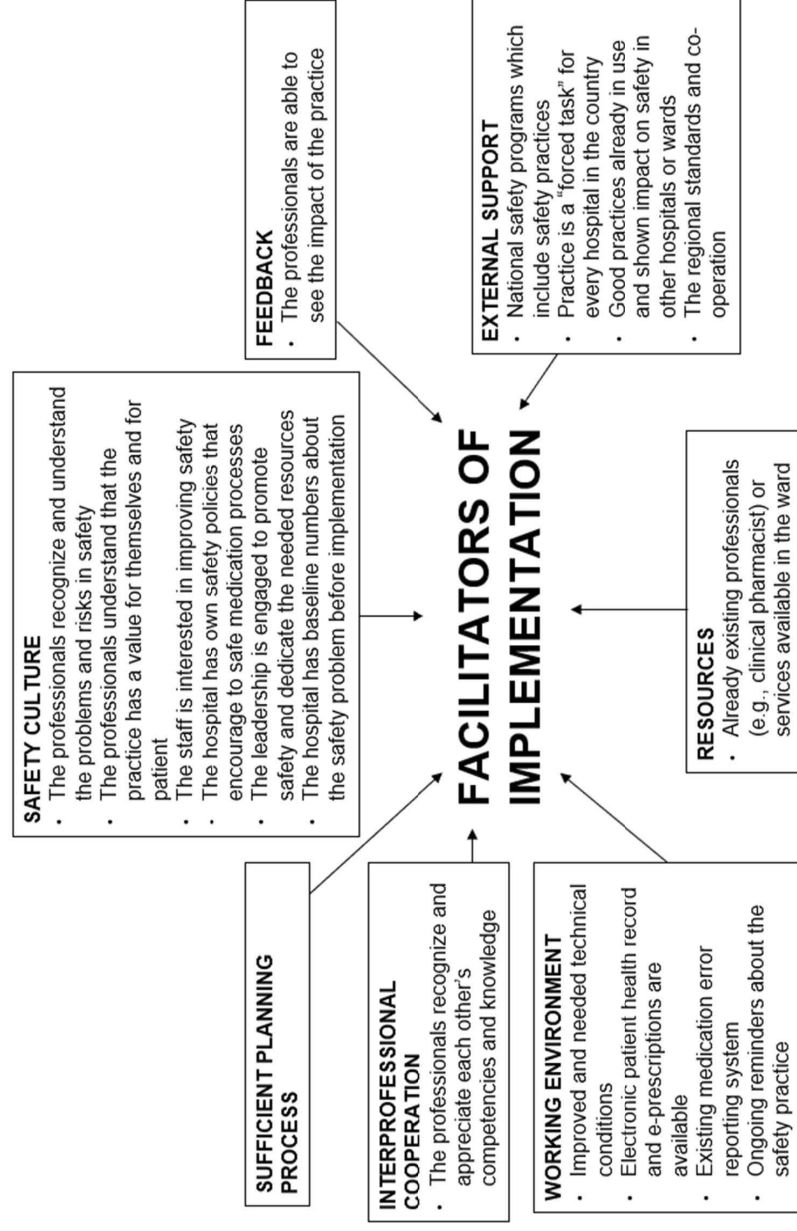 SAFETY CULTURE
• The professionals recognize and understand
the problems and risks in safety
• The professionals understand that the
practice has a value for themselves and for
patient
• The staff is interested in improving safety
• The hospital has own safety policies that
encourage to safe medication processes
• The leadership is engaged to promote
safety and dedicate the needed resources
• The hospital has baseline numbers about
the safety problem before implementation
SUFFICIENT PLANNING
PROCESS
FEEDBACK
• The professionals are able to
see the impact of the practice
INTERPROFESSIONAL
COOPERATION
• The professionals recognize and
appreciate each other's
competencies and knowledge
FACILITATORS OF
IMPLEMENTATION
EXTERNAL SUPPORT
• National safety programs which
include safety practices
• Practice is a “forced task” for
every hospital in the country
• Good practices already in use
and shown impact on safety in
other hospitals or wards
• The regional standards and co-
operation
WORKING ENVIRONMENT
• Improved and needed technical
conditions
• Electronic patient health record
and e-prescriptions are
available
• Existing medication error
reporting system
• Ongoing reminders about the
safety practice
RESOURCES
• Already existing professionals
(e.g., clinical pharmacist) or
services available in the ward